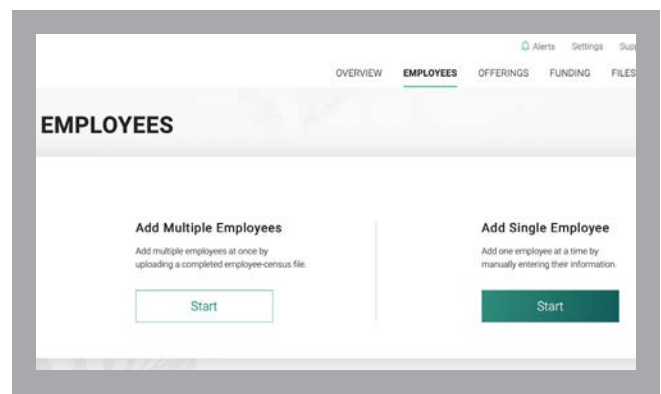 Alerts Settings
OVERVIEW EMPLOYEES OFFERINGS FUNDING FILES
EMPLOYEES
Add Multiple Employees
Add multiple employees at once by
uploading a completed employee-census file.
Start
Add Single Employee
Add one employee at a time by
manually entering their information.
Start